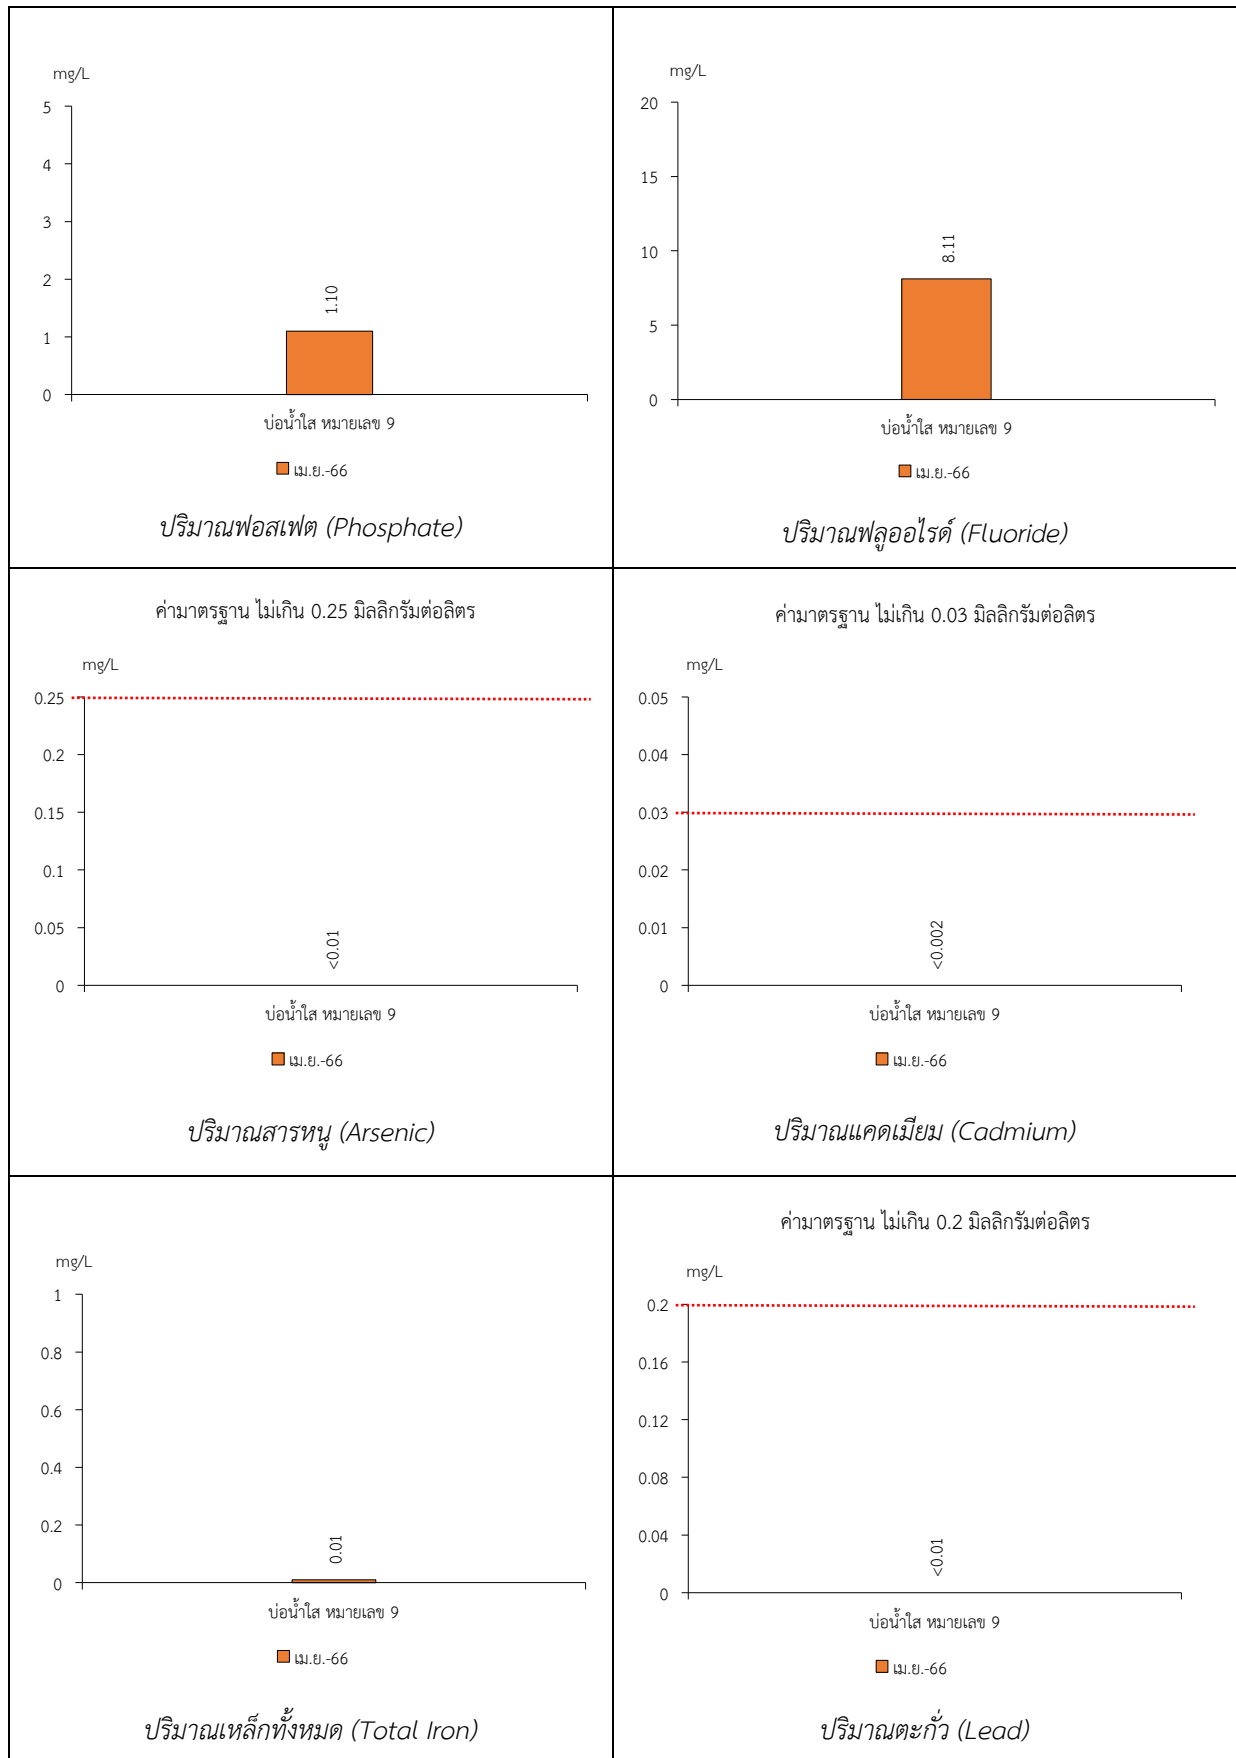 mg/L
5
4
3
2
1
0
1.10
บ่อน้ำใส หมายเลข 9
เม.ย.-66
ปริมาณฟอสเฟต (Phosphate)
mg/L
20
15
10
5
0
8.11
บ่อน้ำใส หมายเลข 9
เม.ย.-66
ปริมาณฟลูออไรด์ (Fluoride)
ค่ามาตรฐาน ไม่เกิน 0.25 มิลลิกรัมต่อลิตร
mg/L
0.25
0.2
0.15
0.1
0.05
0
<0.01
บ่อน้ำใส หมายเลข 9
เม.ย.-66
ปริมาณสารหนู (Arsenic)
ค่ามาตรฐาน ไม่เกิน 0.03 มิลลิกรัมต่อลิตร
mg/L
0.05
0.04
0.03
0.02
0.01
0
<0.002
บ่อน้ำใส หมายเลข 9
เม.ย.-66
ปริมาณแคดเมียม (Cadmium)
mg/L
1
0.8
0.6
0.4
0.2
0
0.01
บ่อน้ำใส หมายเลข 9
เม.ย.-66
ปริมาณเหล็กทั้งหมด (Total Iron)
ค่ามาตรฐาน ไม่เกิน 0.2 มิลลิกรัมต่อลิตร
mg/L
0.2
0.16
0.12
0.08
0.04
0
<0.01
บ่อน้ำใส หมายเลข 9
เม.ย.-66
ปริมาณตะกั่ว (Lead)